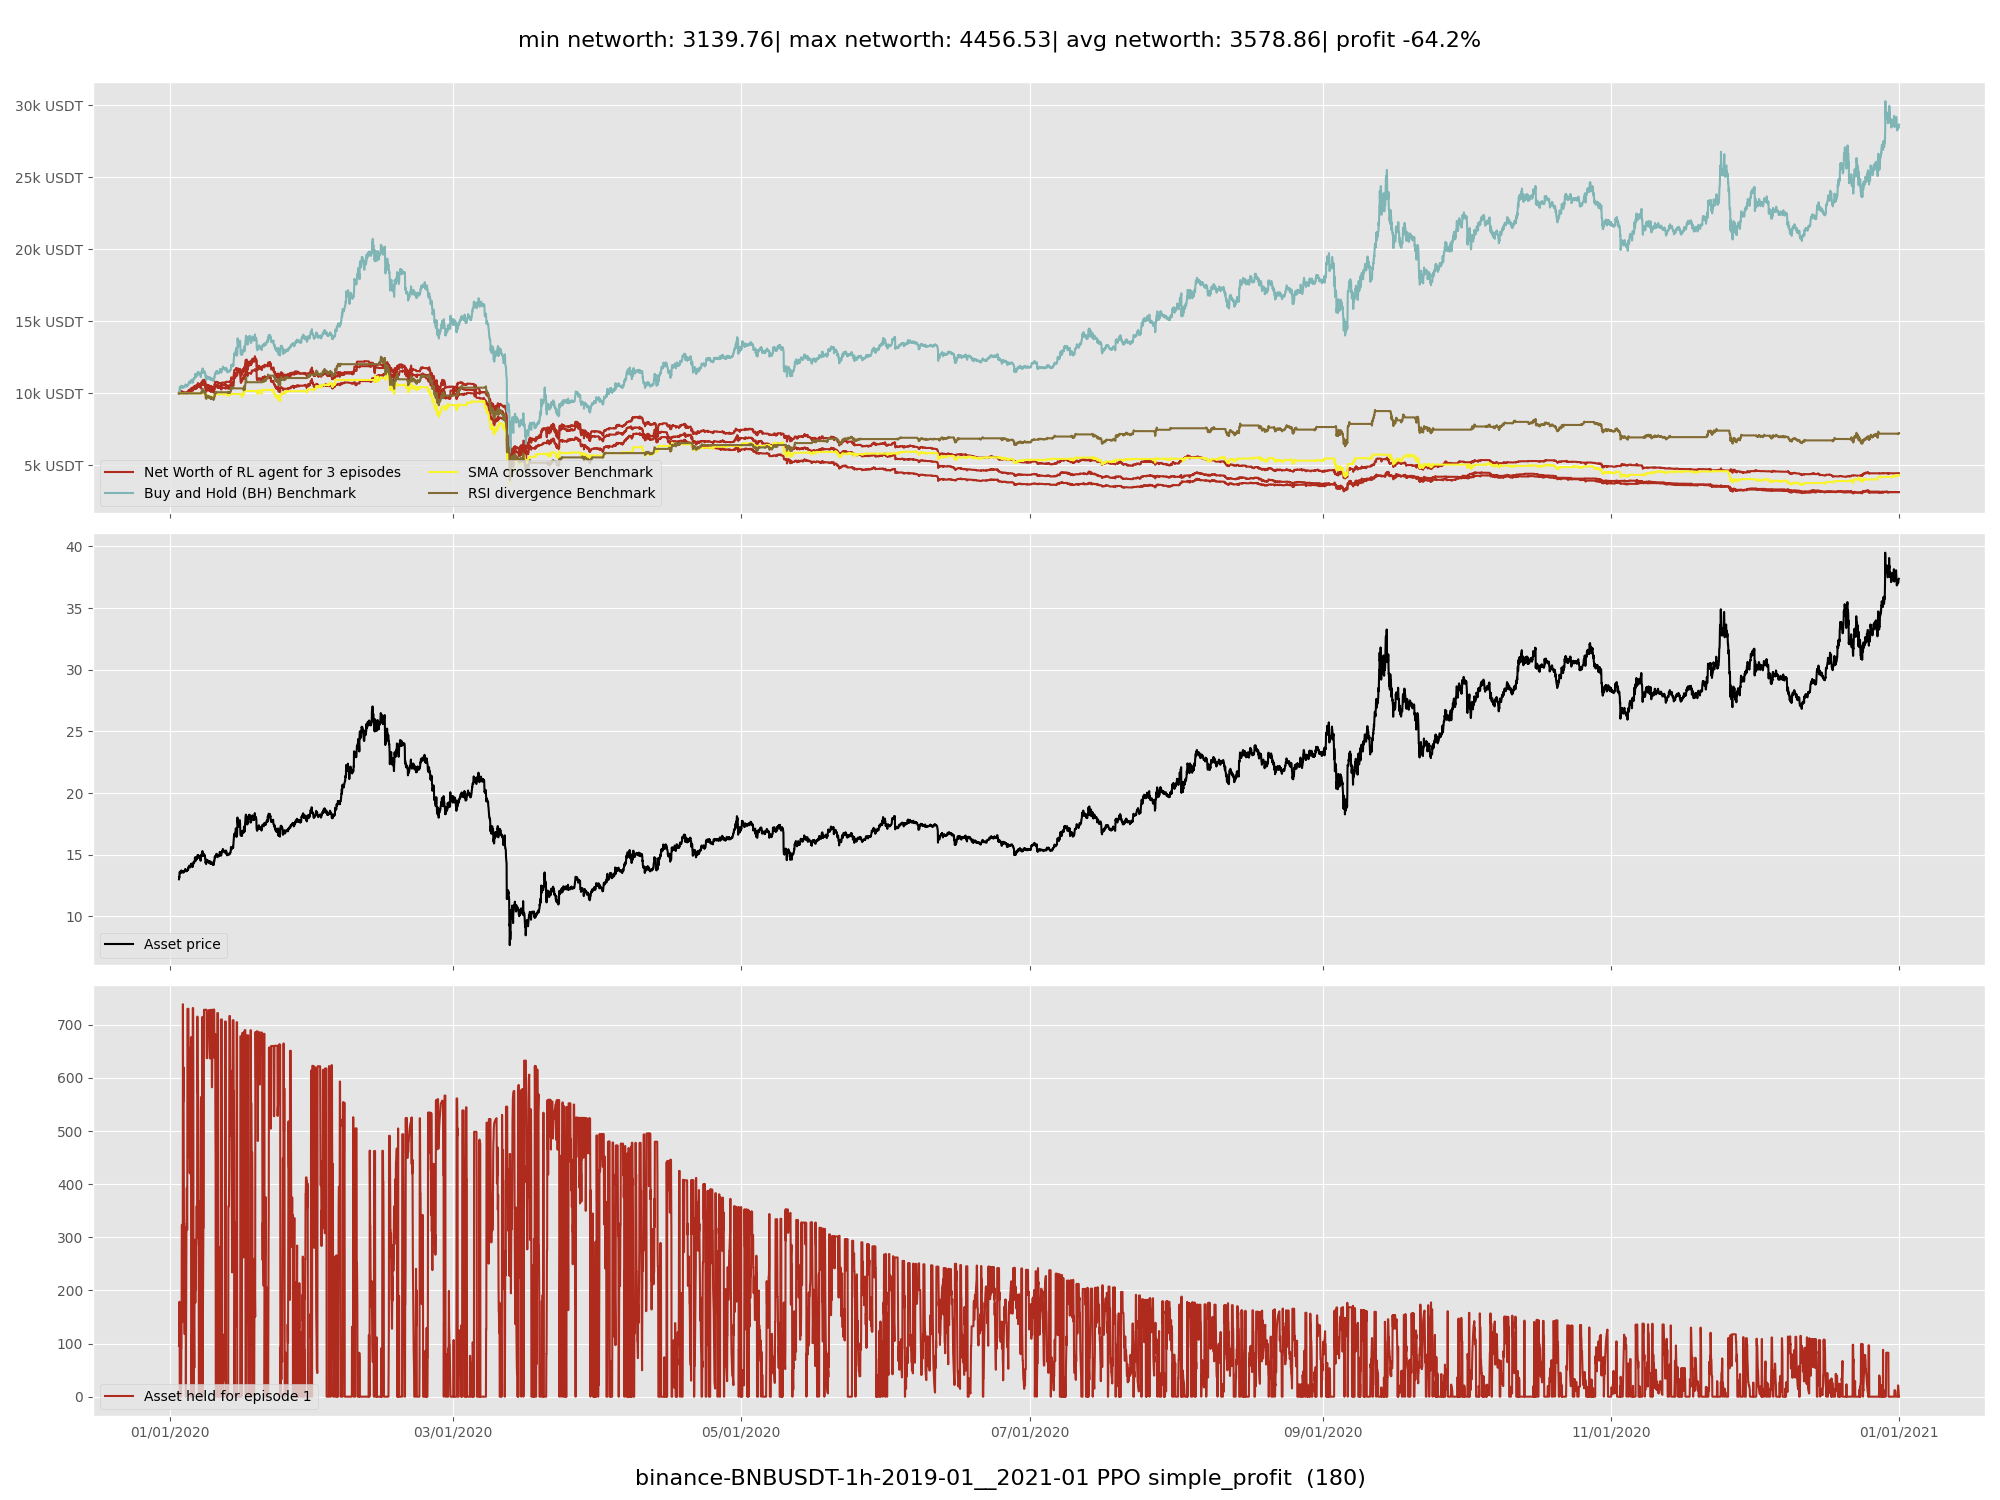 min networth: 3139.76| max networth: 4456.53| avg networth: 3578.86| profit -64.2%
30k USDT
25k USDT
20k USDT
15k USDT
10k USDT
5k USDT
Net Worth of RL agent for 3 episodes
Buy and Hold (BH) Benchmark
SMA crossover Benchmark
RSI divergence Benchmark
40
35
30
25
20
15
10
Asset price
700
600
500
400
300
200
100
0
Asset held for episode 1
01/01/2020
03/01/2020
05/01/2020
07/01/2020
09/01/2020
11/01/2020
01/01/2021
binance-BNBUSDT-1h-2019-01__2021-01 PPO simple_profit  (180)